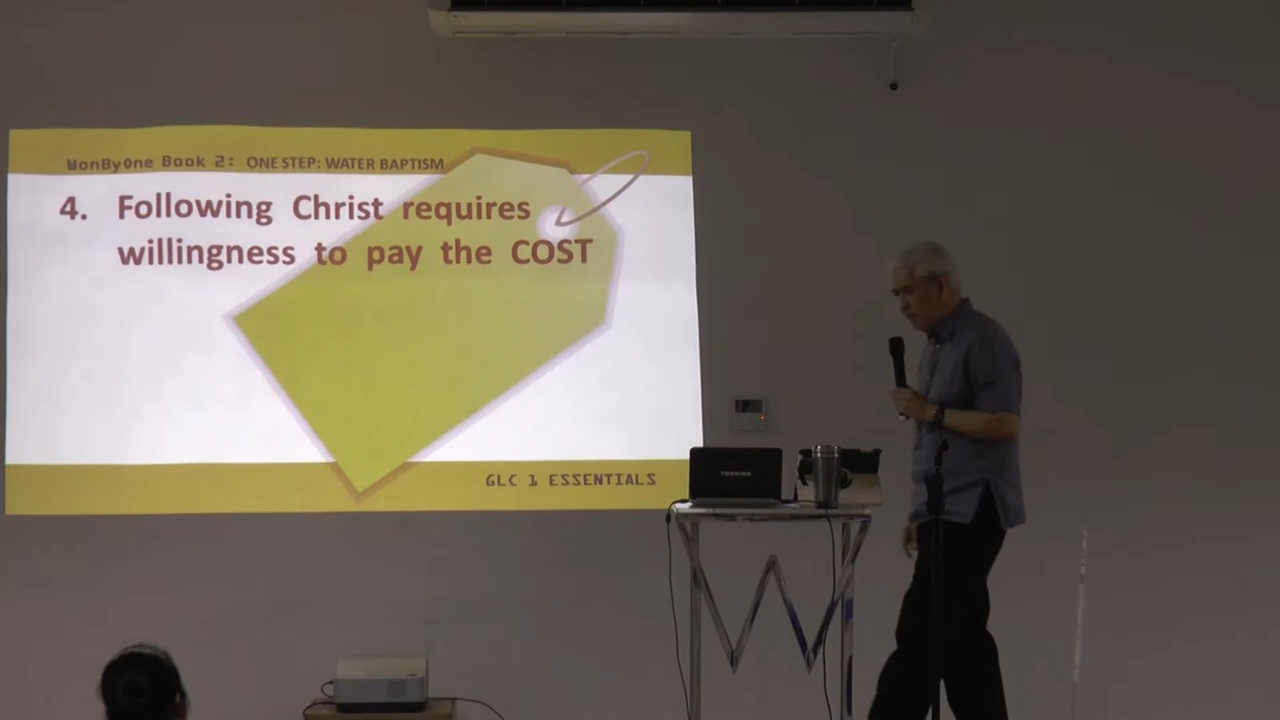 WonByOne Book 2: ONE STEP: WATER BAPTISM
4. Following Christ requires
willingness to pay the COST
GLC 1 ESSENTIALS
TOSHIBA